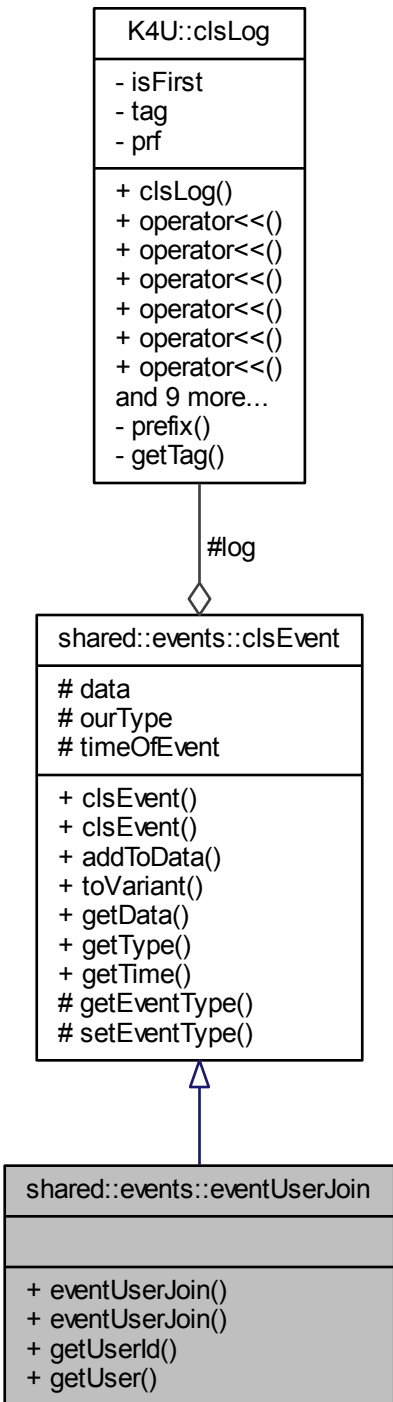 K4U::clsLog
- isFirst
- tag
- prf
+ clsLog()
+ operator<<()
+ operator<<()
+ operator<<()
+ operator<<()
+ operator<<()
+ operator<<()
and 9 more...
- prefix()
- getTag()
#log
shared::events::clsEvent
# data
# ourType
# timeOfEvent
+ clsEvent()
+ clsEvent()
+ addToData()
+ toVariant()
+ getData()
+ getType()
+ getTime()
# getEventType()
# setEventType()
shared::events::eventUserJoin
+ eventUserJoin()
+ eventUserJoin()
+ getUserId()
+ getUser()